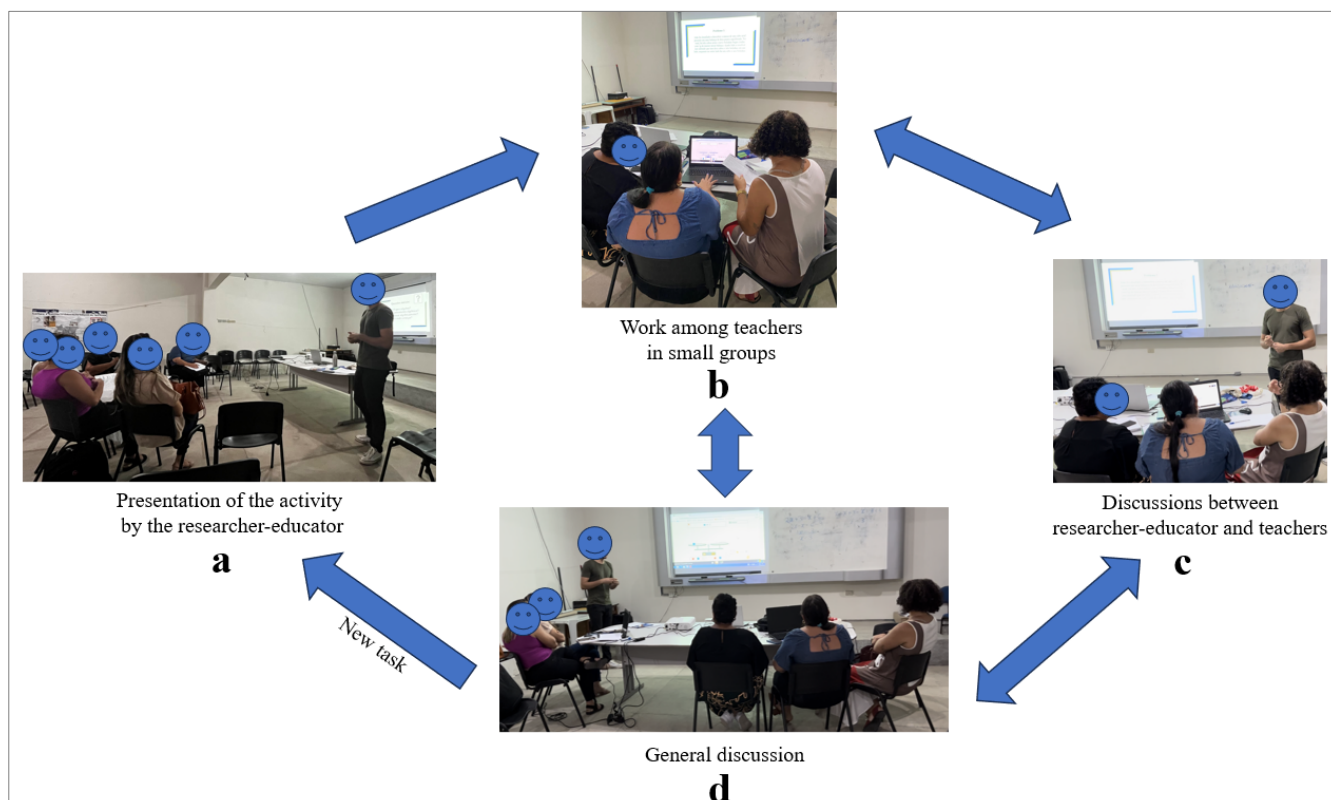 Work among teachers
in small groups
b
Presentation of the activity
by the researcher-educator
a
Discussions between
researcher-educator and teachers
c
New task
General discussion
d